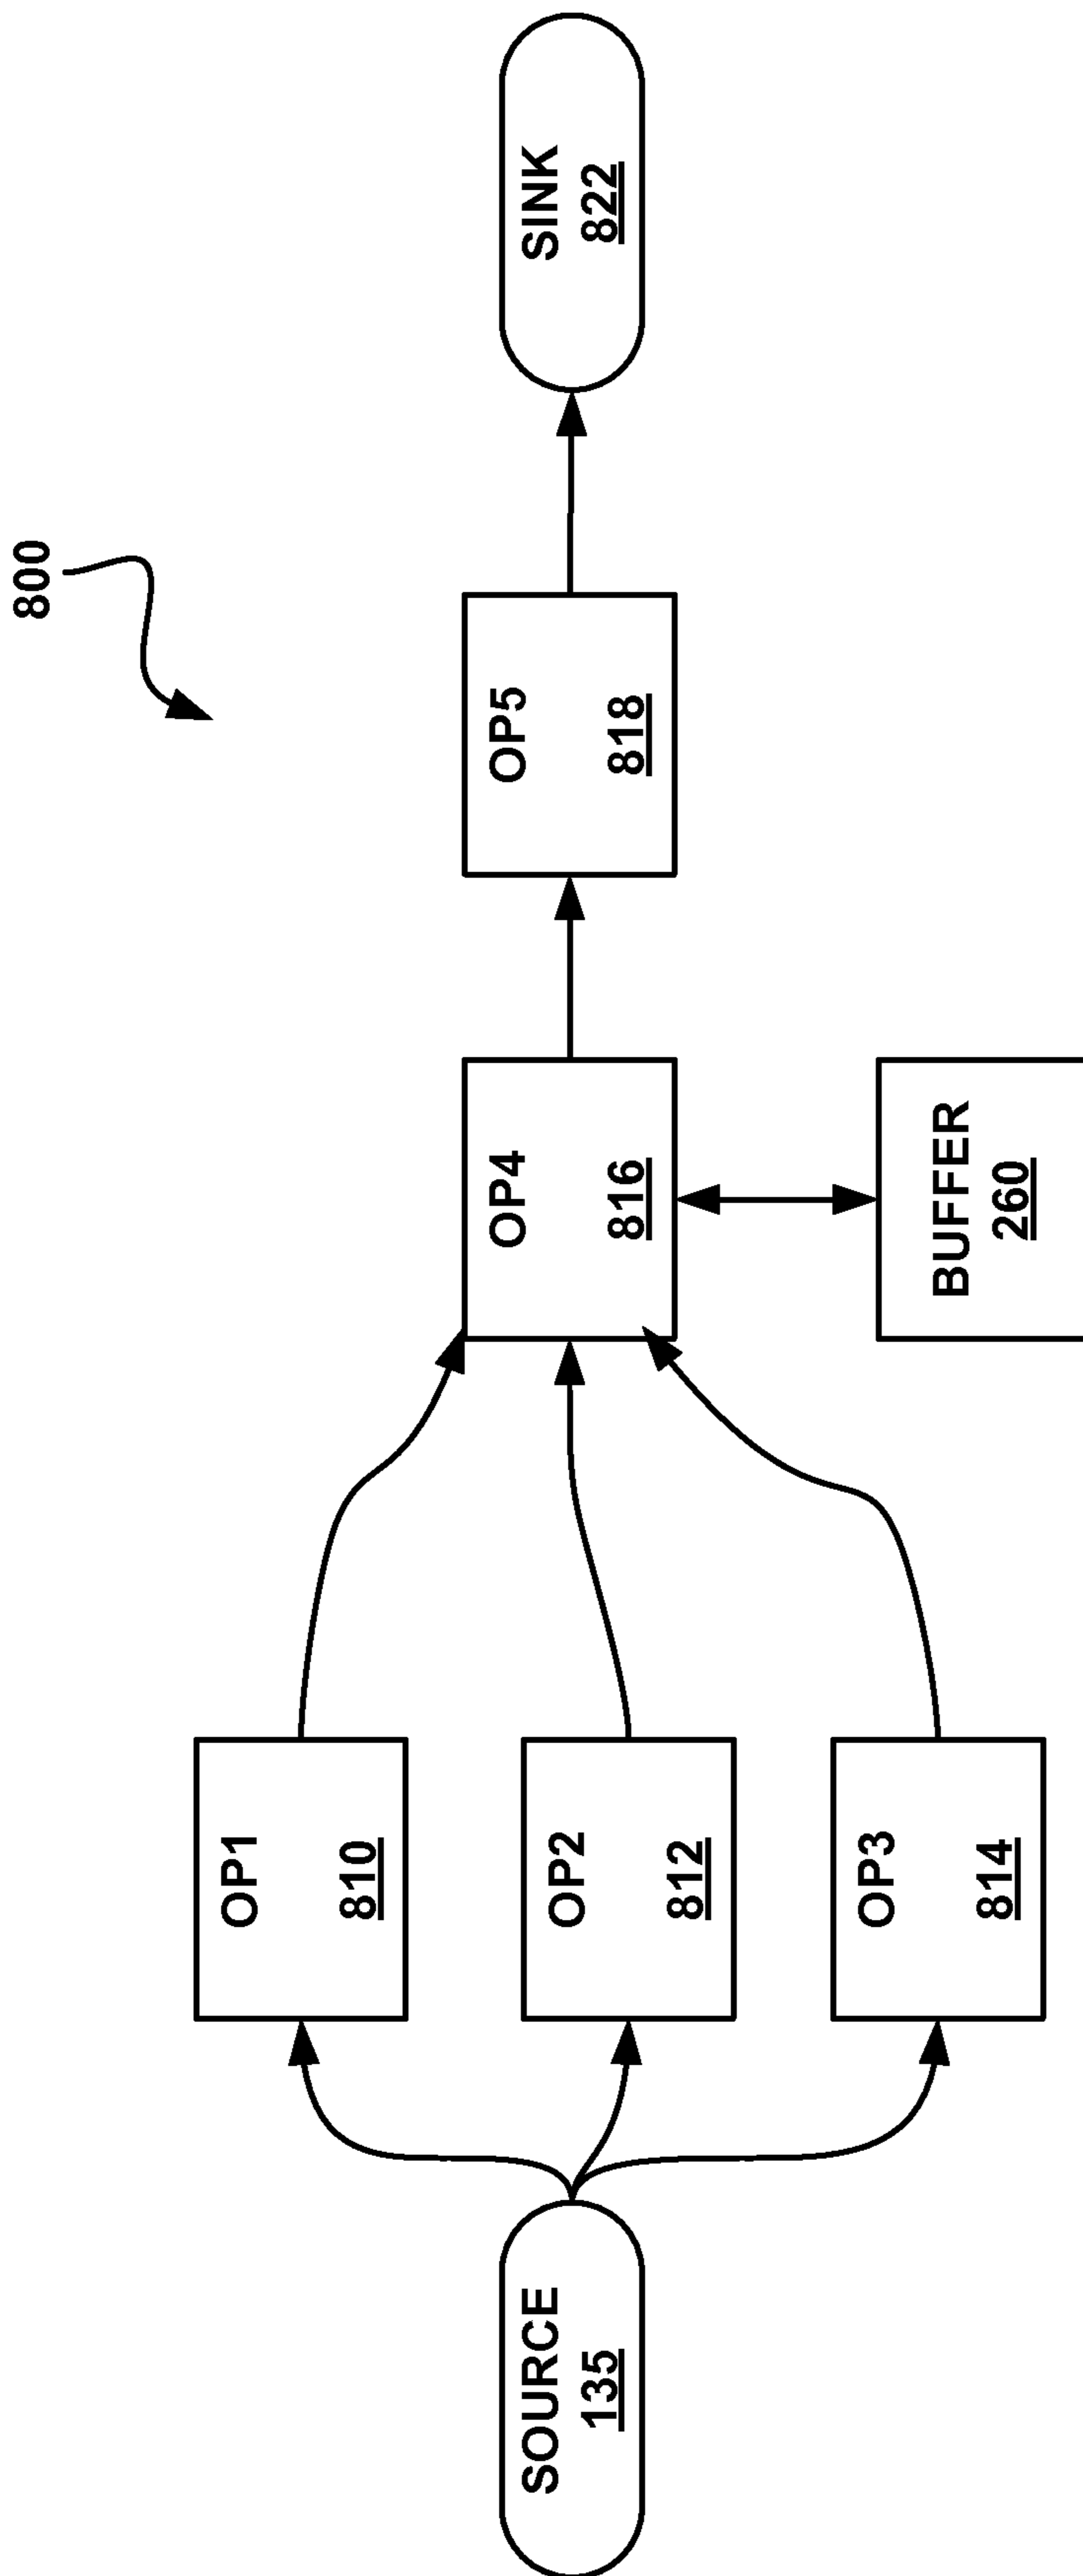 800
SOURCE
135
OP1
810
OP2
812
OP3
814
OP4
816
BUFFER
260
OP5
818
SINK
822